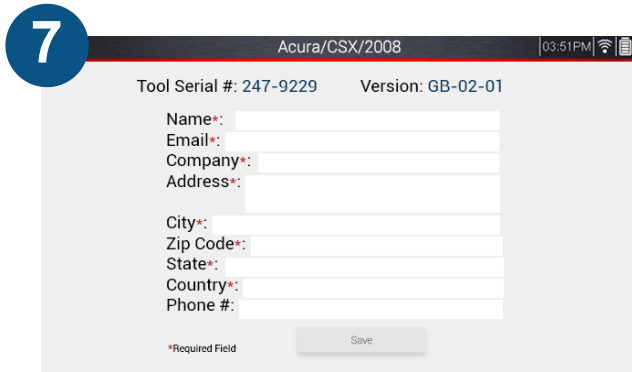 7
Acura/CSX/2008 03:51PM
Tool Serial #: 247-9229 Version: GB-02-01
Name*:
Email*:
Company*:
Address*:
City*:
Zip Code*:
State*:
Country*:
Phone #:
*Required Field Save